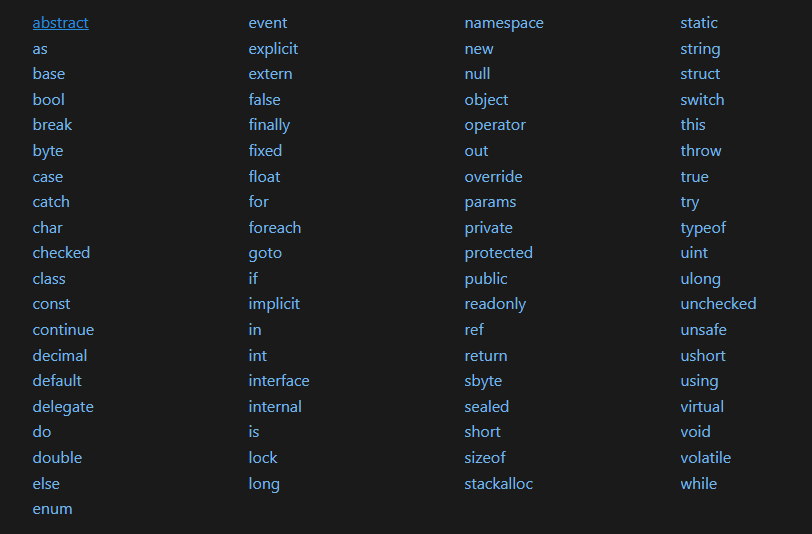 abstract
as
base
bool
break
byte
case
catch
char
checked
class
const
continue
decimal
default
delegate
do
double
else
enum
event
explicit
extern
false
finally
fixed
float
for
foreach
goto
if
implicit
in
int
interface
internal
is
lock
long
namespace
new
null
object
operator
out
override
params
private
protected
public
readonly
ref
return
sbyte
sealed
short
sizeof
stackalloc
static
string
struct
switch
this
throw
true
try
typeof
uint
ulong
unchecked
unsafe
ushort
using
virtual
void
volatile
while